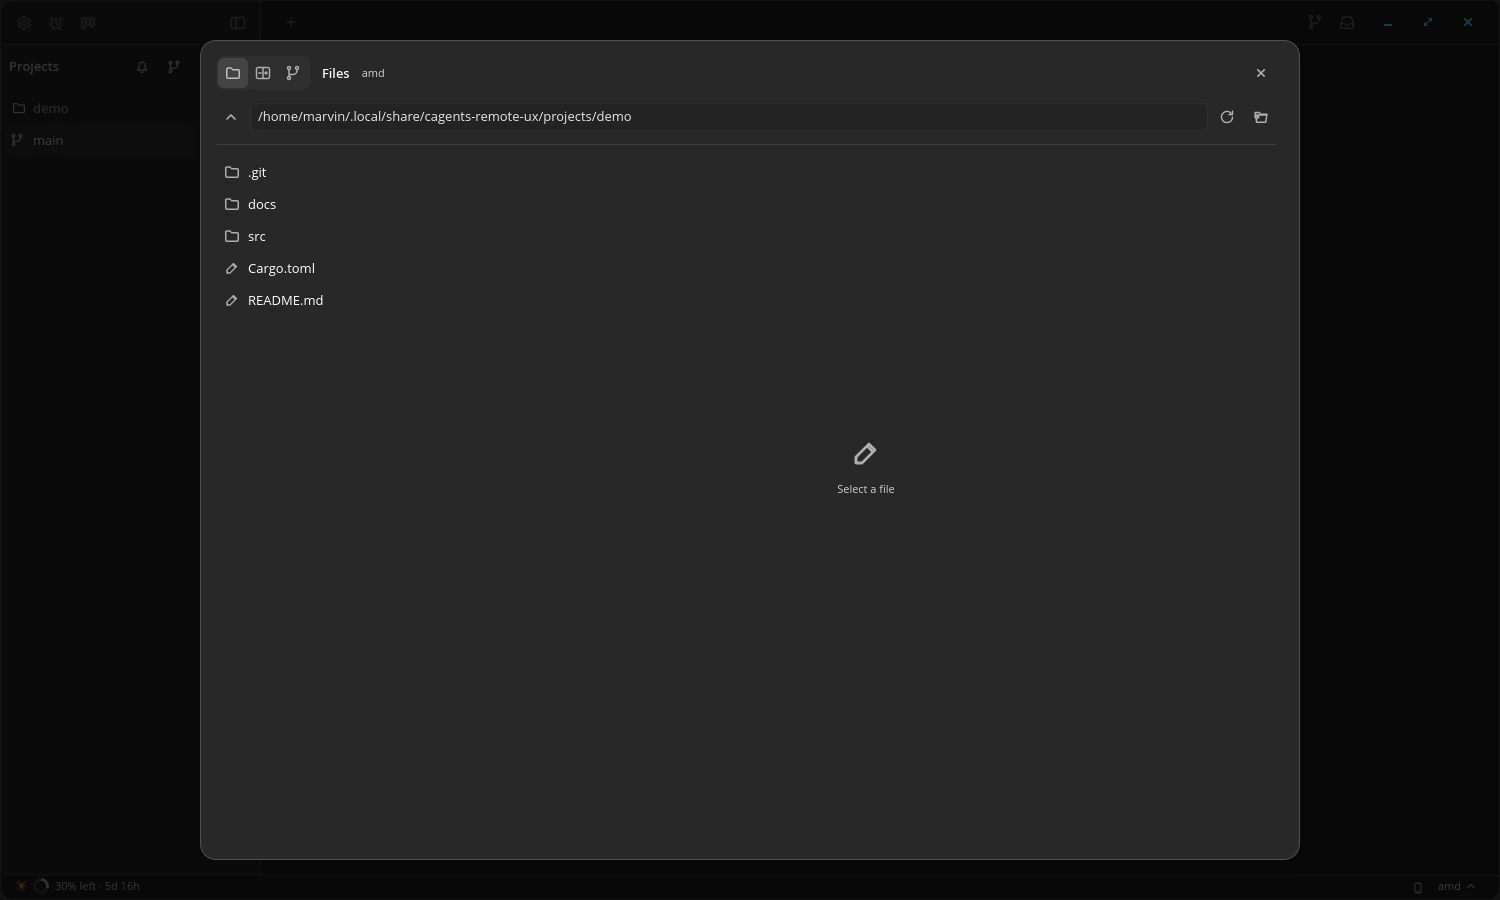 Files amd
/home/marvin/.local/share/cagents-remote-ux/projects/demo
Projects
demo
main
.git
docs
src
Cargo.toml
README.md
Select a file
30% left · 5d 16h
amd